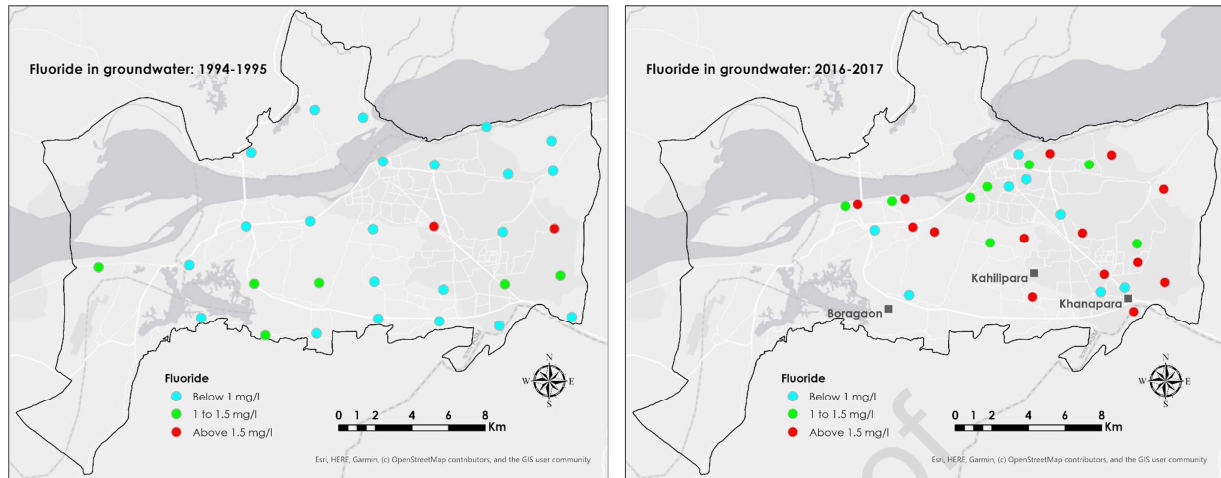 Fluoride in groundwater: 1994-1995
N
W E
S
Fluoride
Below 1 mg/l
1 to 1.5 mg/l
Above 1.5 mg/l
0 1 2 4 6 8
Km
Esri, HERE, Garmin, (c) OpenStreetMap contributors, and the GIS user community
Fluoride in groundwater: 2016-2017
Kahilipara
Khanapara
Boragaon
N
W E
S
Fluoride
Below 1 mg/l
1 to 1.5 mg/l
Above 1.5 mg/l
0 1 2 4 6 8
Km
Esri, HERE, Garmin, (c) OpenStreetMap contributors, and the GIS user community
of